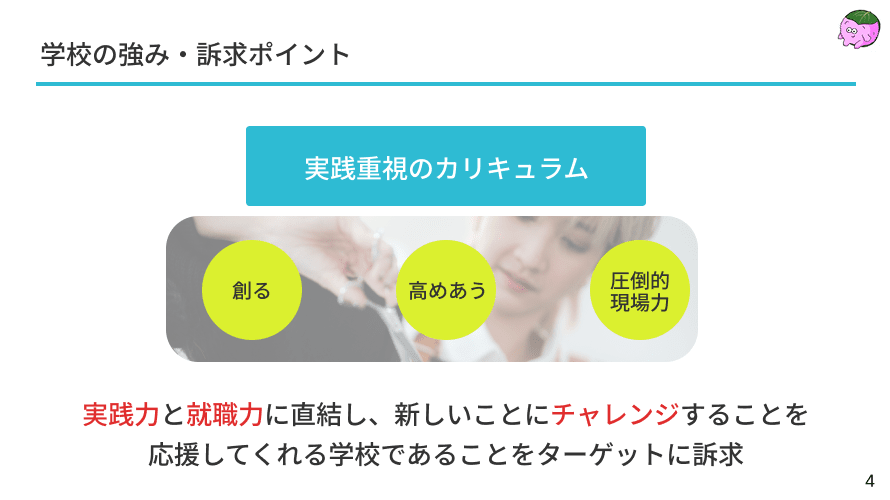 学校の強み・訴求ポイント
実践重視のカリキュラム
創る
高めあう
圧倒的
現場力
実践力と就職力に直結し、新しいことにチャレンジすることを
応援してくれる学校であることをターゲットに訴求
4